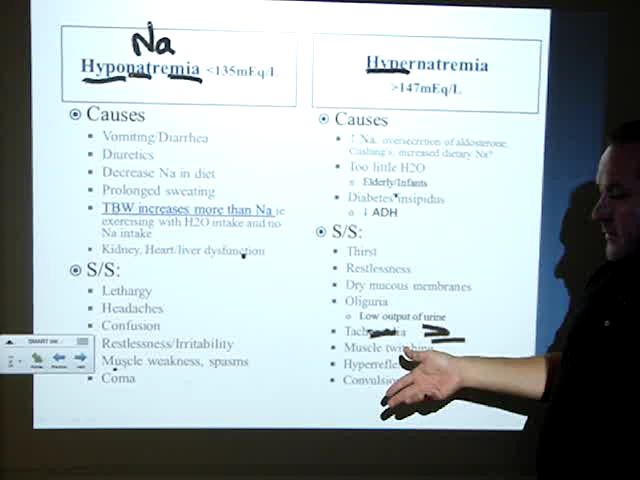 Na
Hyponatremia <135mEq/L
Causes
Vomiting/Diarrhea
Diuretics
Decrease Na in diet
Prolonged sweating
TBW increases more than Na ie
exercising with H2O intake and no
Na intake
Kidney, Heart/liver dysfunction
S/S:
Lethargy
Headaches
Confusion
Restlessness/Irritability
Muscle weakness, spasms
Coma
Hypernatremia
>147mEq/L
Causes
↑ Na, oversecretion of aldosterone,
Cushing's, increased dietary Na?
Too little H2O
Elderly/Infants
Diabetes insipidus
↓ ADH
S/S:
Thirst
Restlessness
Dry mucous membranes
Oliguria
Low output of urine
Muscle
SMART